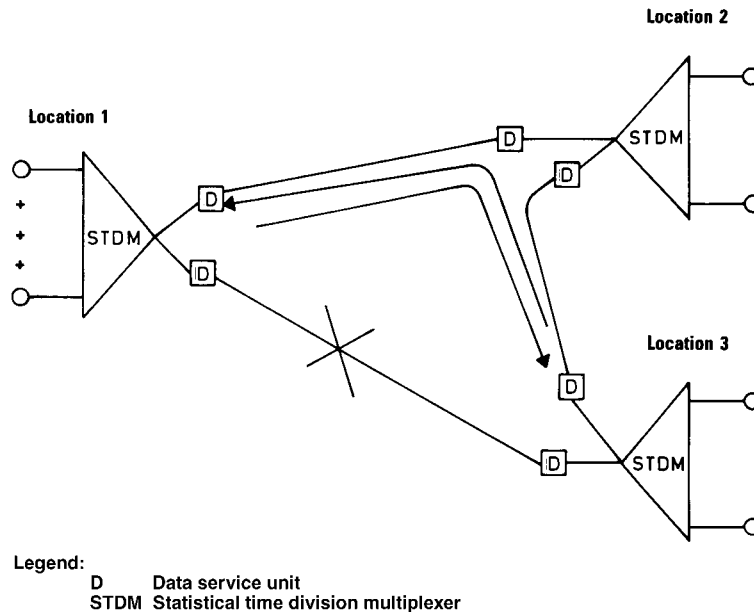 Location 2
Location 1
D
STDM
D
D
STDM
D
Location 3
D
D
STDM
Legend:
D Data service unit
STDM Statistical time division multiplexer